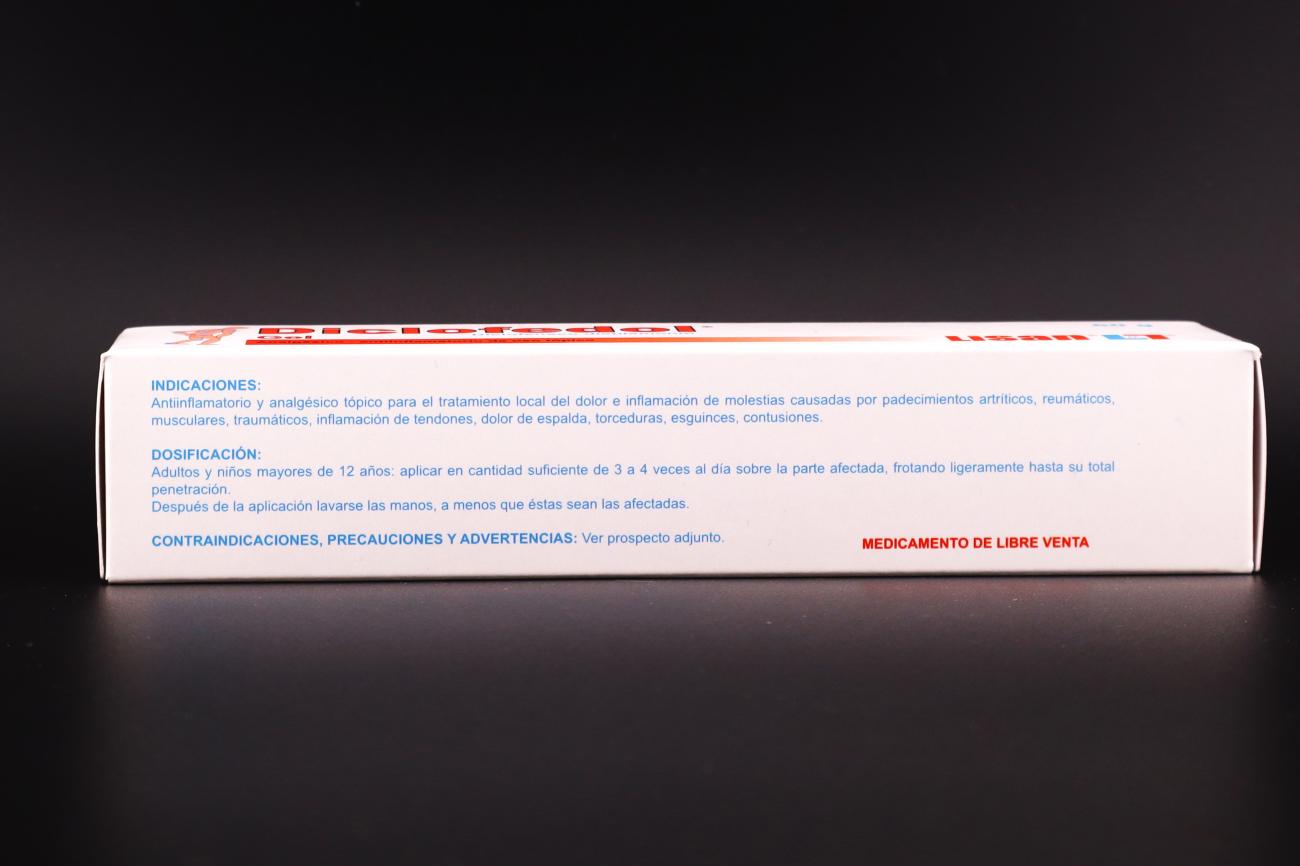 Diclofedol®
Gel
lisan
60 g
INDICACIONES:
Antiinflamatorio y analgésico tópico para el tratamiento local del dolor e inflamación de molestias causadas por padecimientos artríticos, reumáticos,
musculares, traumáticos, inflamación de tendones, dolor de espalda, torceduras, esguinces, contusiones.
DOSIFICACIÓN:
Adultos y niños mayores de 12 años: aplicar en cantidad suficiente de 3 a 4 veces al día sobre la parte afectada, frotando ligeramente hasta su total
penetración.
Después de la aplicación lavarse las manos, a menos que éstas sean las afectadas.
CONTRAINDICACIONES, PRECAUCIONES Y ADVERTENCIAS: Ver prospecto adjunto.
MEDICAMENTO DE LIBRE VENTA